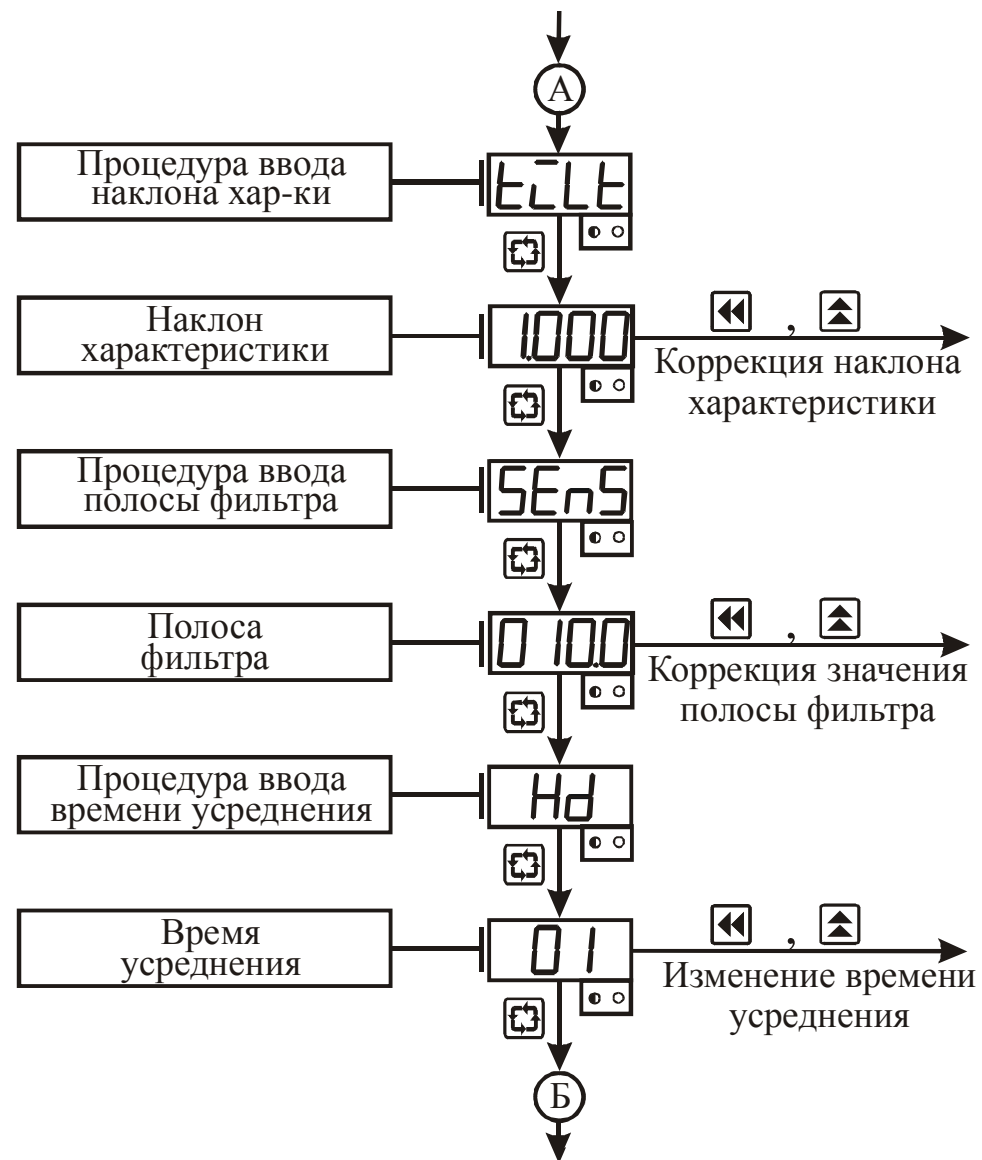 А
Процедура ввода
наклона хар-ки
tiLt
Наклон
характеристики
1.000
,
Коррекция наклона
характеристики
Процедура ввода
полосы фильтра
SEnS
Полоса
фильтра
010.0
,
Коррекция значения
полосы фильтра
Процедура ввода
времени усреднения
Hd
Время
усреднения
01
,
Изменение времени
усреднения
Б